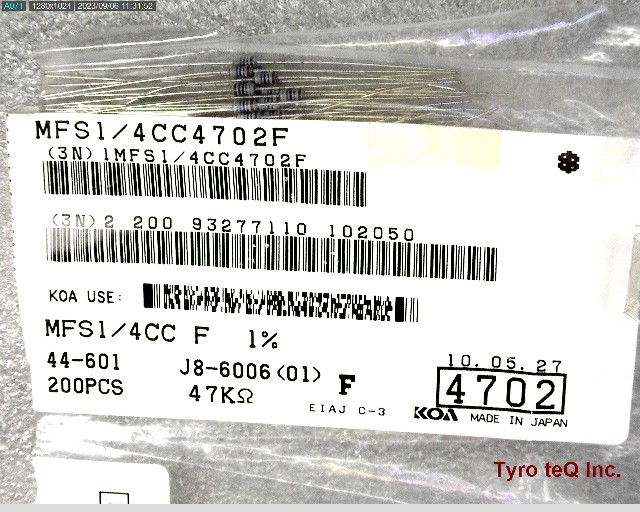 A071 1280x1024 2023/09/06 11:31:52
MFS1/4CC4702F
(3N)1MFS1/4CC4702F
(3N)2 200 93277110 102050
KOA USE:
MFS1/4CC F 1%
44-601 J8-6006(01) F
200PCS 47KΩ
EIAJ C-3
10.05.27
4702
KOA MADE IN JAPAN
Tyro teQ Inc.